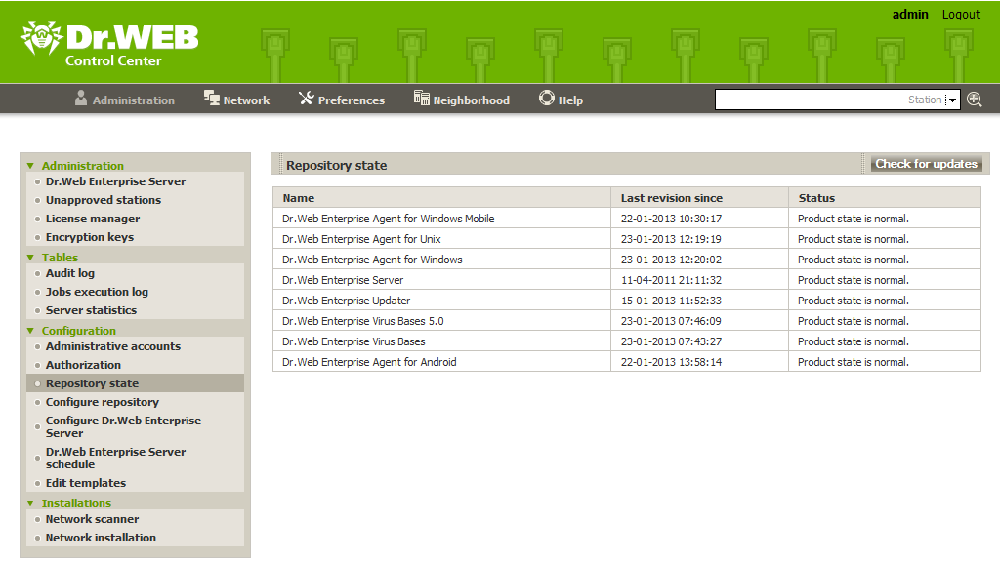 admin Logout
Dr.WEB
Control Center
Administration Network Preferences Neighborhood Help Station
Administration
Dr.Web Enterprise Server
Unapproved stations
License manager
Encryption keys
Tables
Audit log
Jobs execution log
Server statistics
Configuration
Administrative accounts
Authorization
Repository state
Configure repository
Configure Dr.Web Enterprise
Server
Dr.Web Enterprise Server
schedule
Edit templates
Installations
Network scanner
Network installation
Repository state Check for updates
Name Last revision since Status
Dr.Web Enterprise Agent for Windows Mobile 22-01-2013 10:30:17 Product state is normal.
Dr.Web Enterprise Agent for Unix 23-01-2013 12:19:19 Product state is normal.
Dr.Web Enterprise Agent for Windows 23-01-2013 12:20:02 Product state is normal.
Dr.Web Enterprise Server 11-04-2011 21:11:32 Product state is normal.
Dr.Web Enterprise Updater 15-01-2013 11:52:33 Product state is normal.
Dr.Web Enterprise Virus Bases 5.0 23-01-2013 07:46:09 Product state is normal.
Dr.Web Enterprise Virus Bases 23-01-2013 07:43:27 Product state is normal.
Dr.Web Enterprise Agent for Android 22-01-2013 13:58:14 Product state is normal.